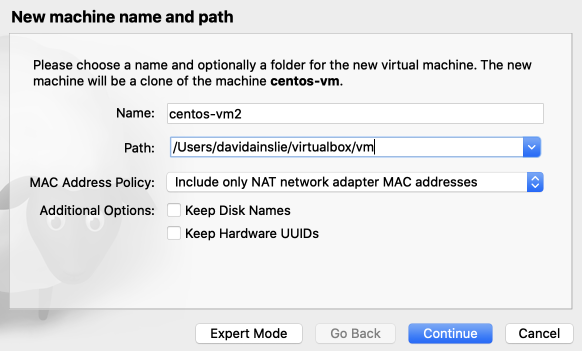 New machine name and path
Please choose a name and optionally a folder for the new virtual machine. The new
machine will be a clone of the machine centos-vm.
Name: centos-vm2
Path: /Users/davidainslie/virtualbox/vm
MAC Address Policy: Include only NAT network adapter MAC addresses
Additional Options: Keep Disk Names
Keep Hardware UUIDs
Expert Mode Go Back Continue Cancel